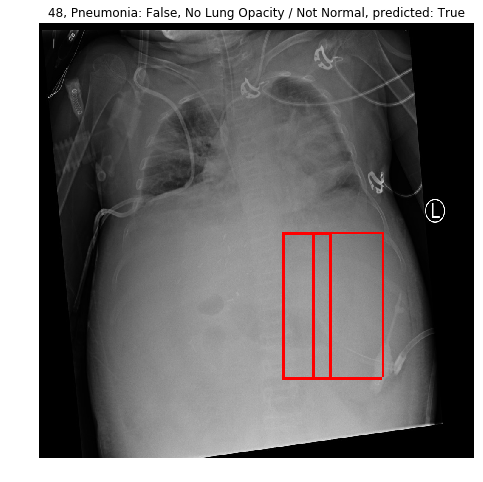 48, Pneumonia: False, No Lung Opacity / Not Normal, predicted: True
L